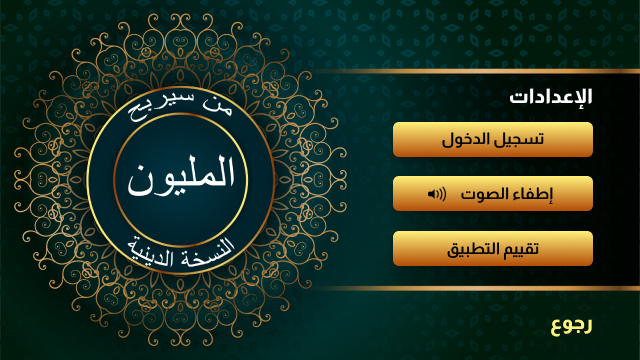 من سيربح
المليون
النسخة الدينية
الإعدادات
تسجيل الدخول
إطفاء الصوت
تقييم التطبيق
رجوع